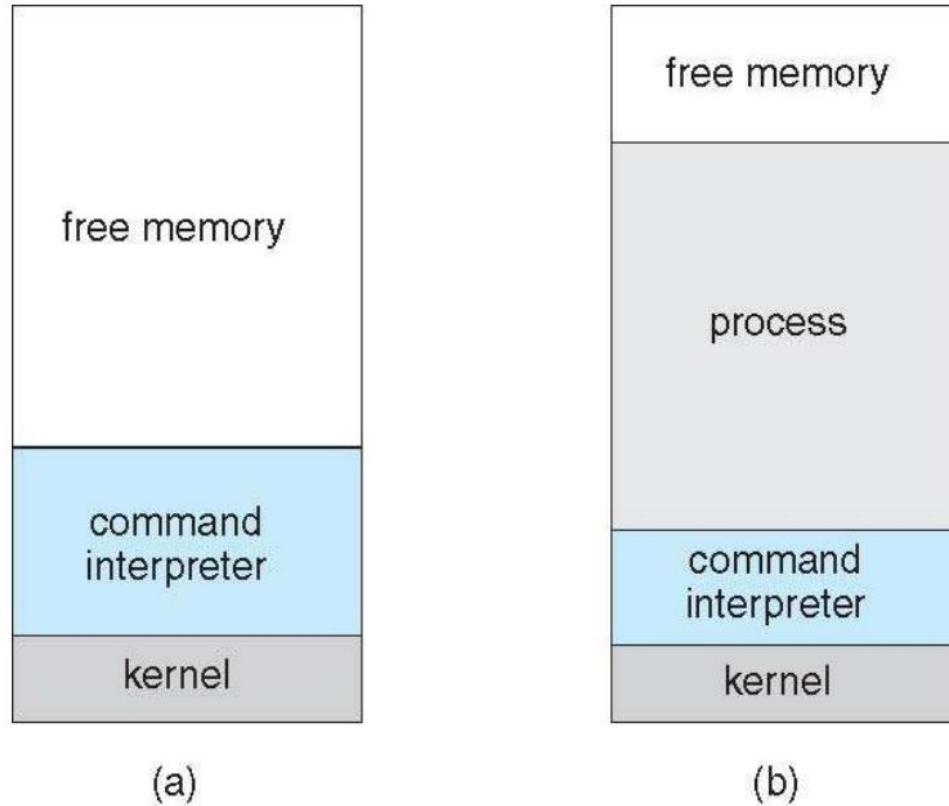 free memory
command
interpreter
kernel
(a)
free memory
process
command
interpreter
kernel
(b)